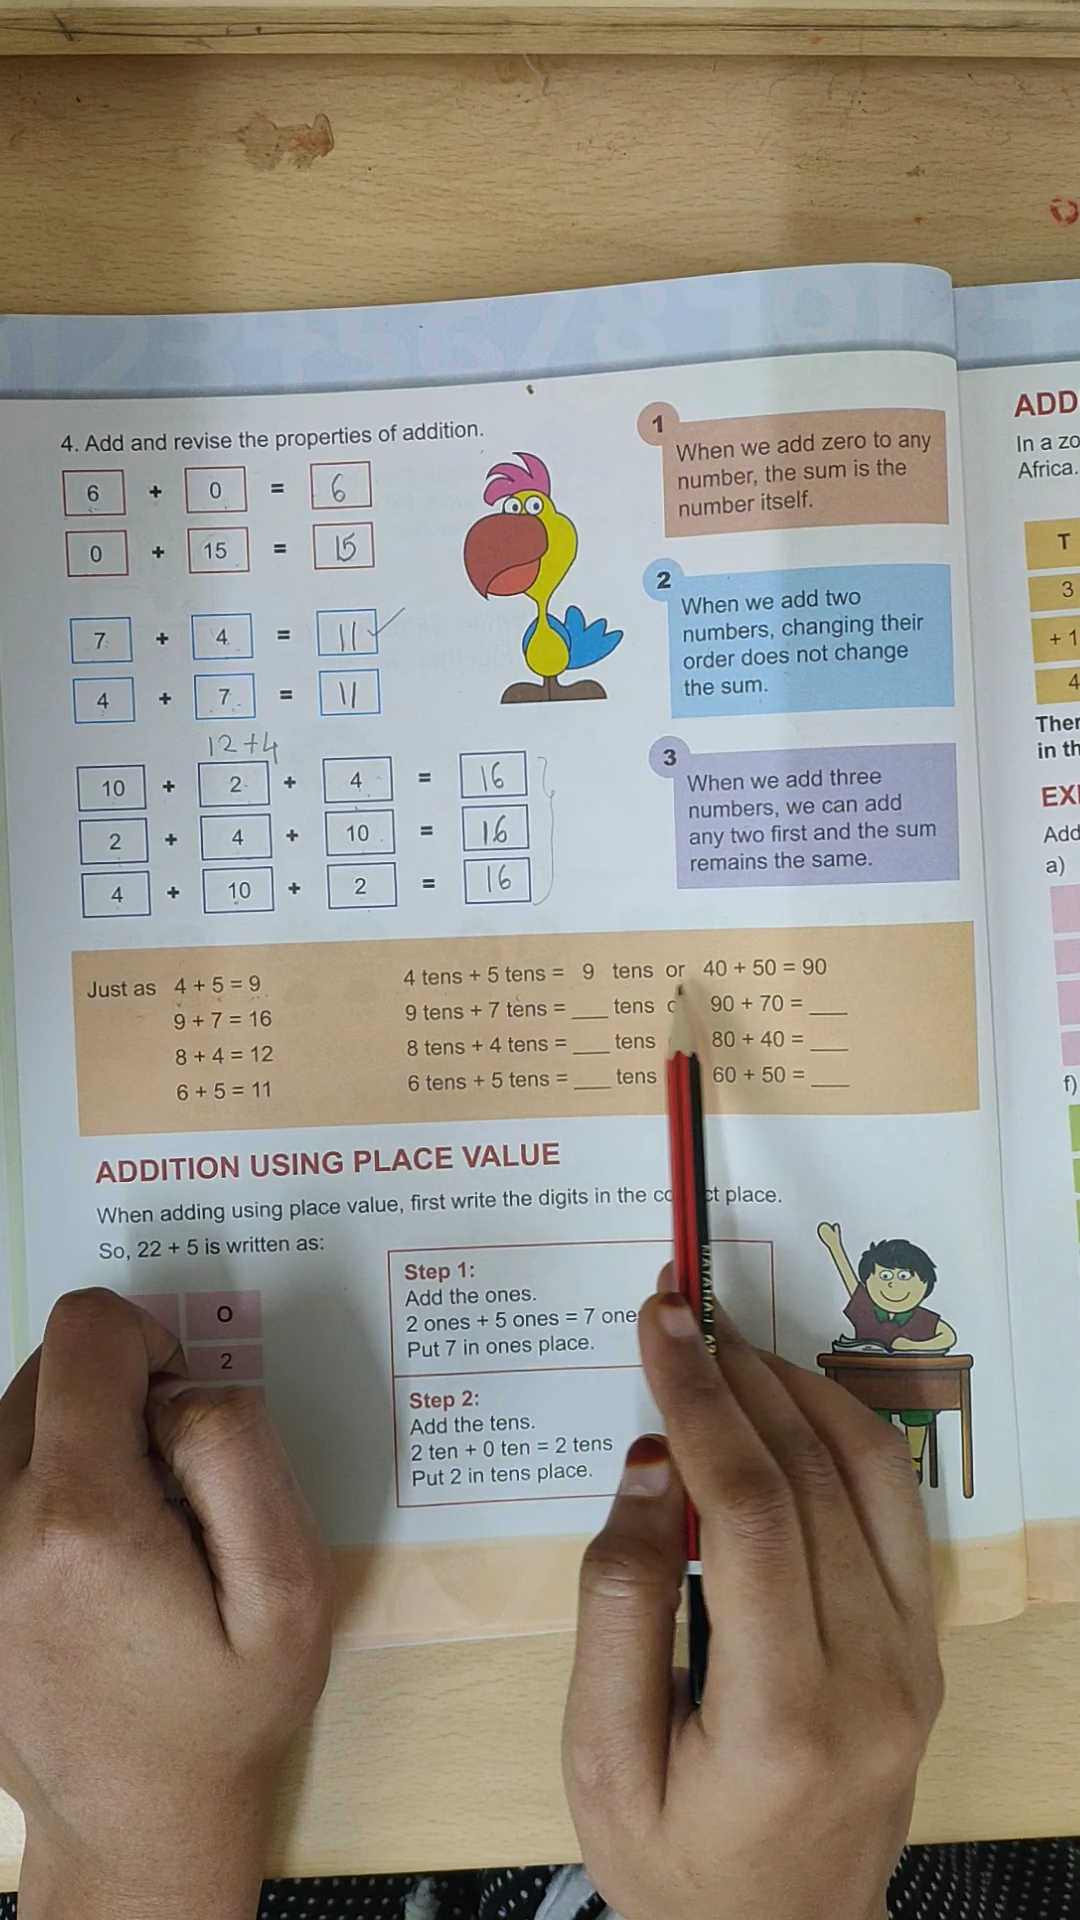 4. Add and revise the properties of addition.
6 + 0 = 6
0 + 15 = 15
7 + 4 = 11
4 + 7 = 11
12+4
10 + 2 + 4 = 16
2 + 4 + 10 = 16
4 + 10 + 2 = 16
1
When we add zero to any
number, the sum is the
number itself.
2
When we add two
numbers, changing their
order does not change
the sum.
3
When we add three
numbers, we can add
any two first and the sum
remains the same.
Just as 4 + 5 = 9 4 tens + 5 tens = 9 tens or 40 + 50 = 90
9 + 7 = 16 9 tens + 7 tens = ___ tens 90 + 70 = ___
8 + 4 = 12 8 tens + 4 tens = ___ tens 80 + 40 = ___
6 + 5 = 11 6 tens + 5 tens = ___ tens 60 + 50 = ___
ADDITION USING PLACE VALUE
When adding using place value, first write the digits in the place.
So, 22 + 5 is written as:
O
2
Step 1:
Add the ones.
2 ones + 5 ones = 7
Put 7 in ones place.
Step 2:
Add the tens.
2 ten + 0 ten = 2 tens
Put 2 in tens place.
ADD
In a zo
Africa.
T
3
+ 1
4
Ther
in th
Add
a)
f)